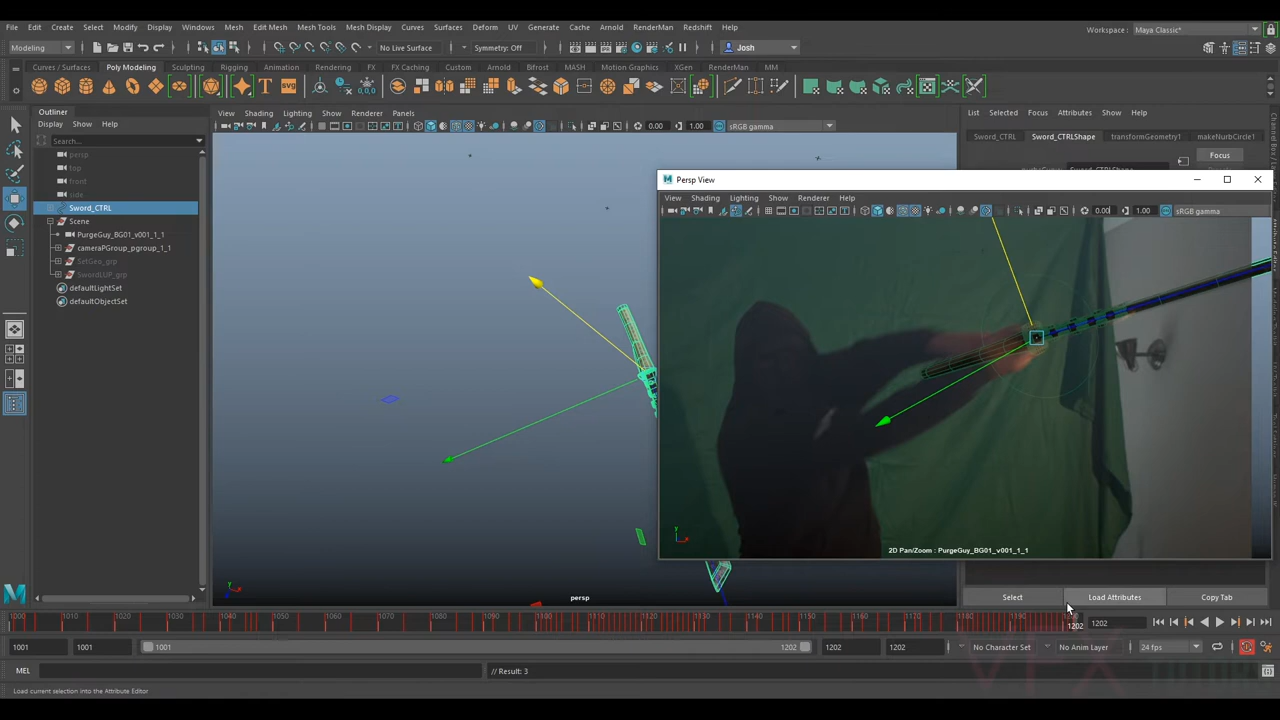 File Edit Create Select Modify Display Windows Mesh Edit Mesh Mesh Tools Mesh Display Curves Surfaces Deform UV Generate Cache Arnold RenderMan Bifrost Redshift Help
Workspace: Maya Classic*
Modeling No Live Surface Symmetry: Off Josh
Curves / Surfaces Poly Modeling Sculpting Rigging Animation Rendering FX FX Caching Custom Arnold Bifrost MASH Motion Graphics XGen RenderMan MM
T SVG
Outliner
Display Show Help
Search...
persp
top
front
side
Sword_CTRL
Scene
PurgeGuy_BG01_v001_1_1
cameraPGroup_pgroup_1_1
SetGeo_grp
SwordLUP_grp
defaultLightSet
defaultObjectSet
View Shading Lighting Show Renderer Panels
0.00 1.00 sRGB gamma
persp
List Selected Focus Attributes Show Help
Sword_CTRL Sword_CTRLShape transformGeometry1 makeNurbCircle1
Focus
Persp View
View Shading Lighting Show Renderer Help
0.00 1.00 sRGB gamma
2D Pan/Zoom : PurgeGuy_BG01_v001_1_1
Select Load Attributes Copy Tab
1202
1202
1001 1001 1001 1202 1202 1202 No Character Set No Anim Layer 24 fps
MEL // Result: 3
Load current selection into the Attribute Editor